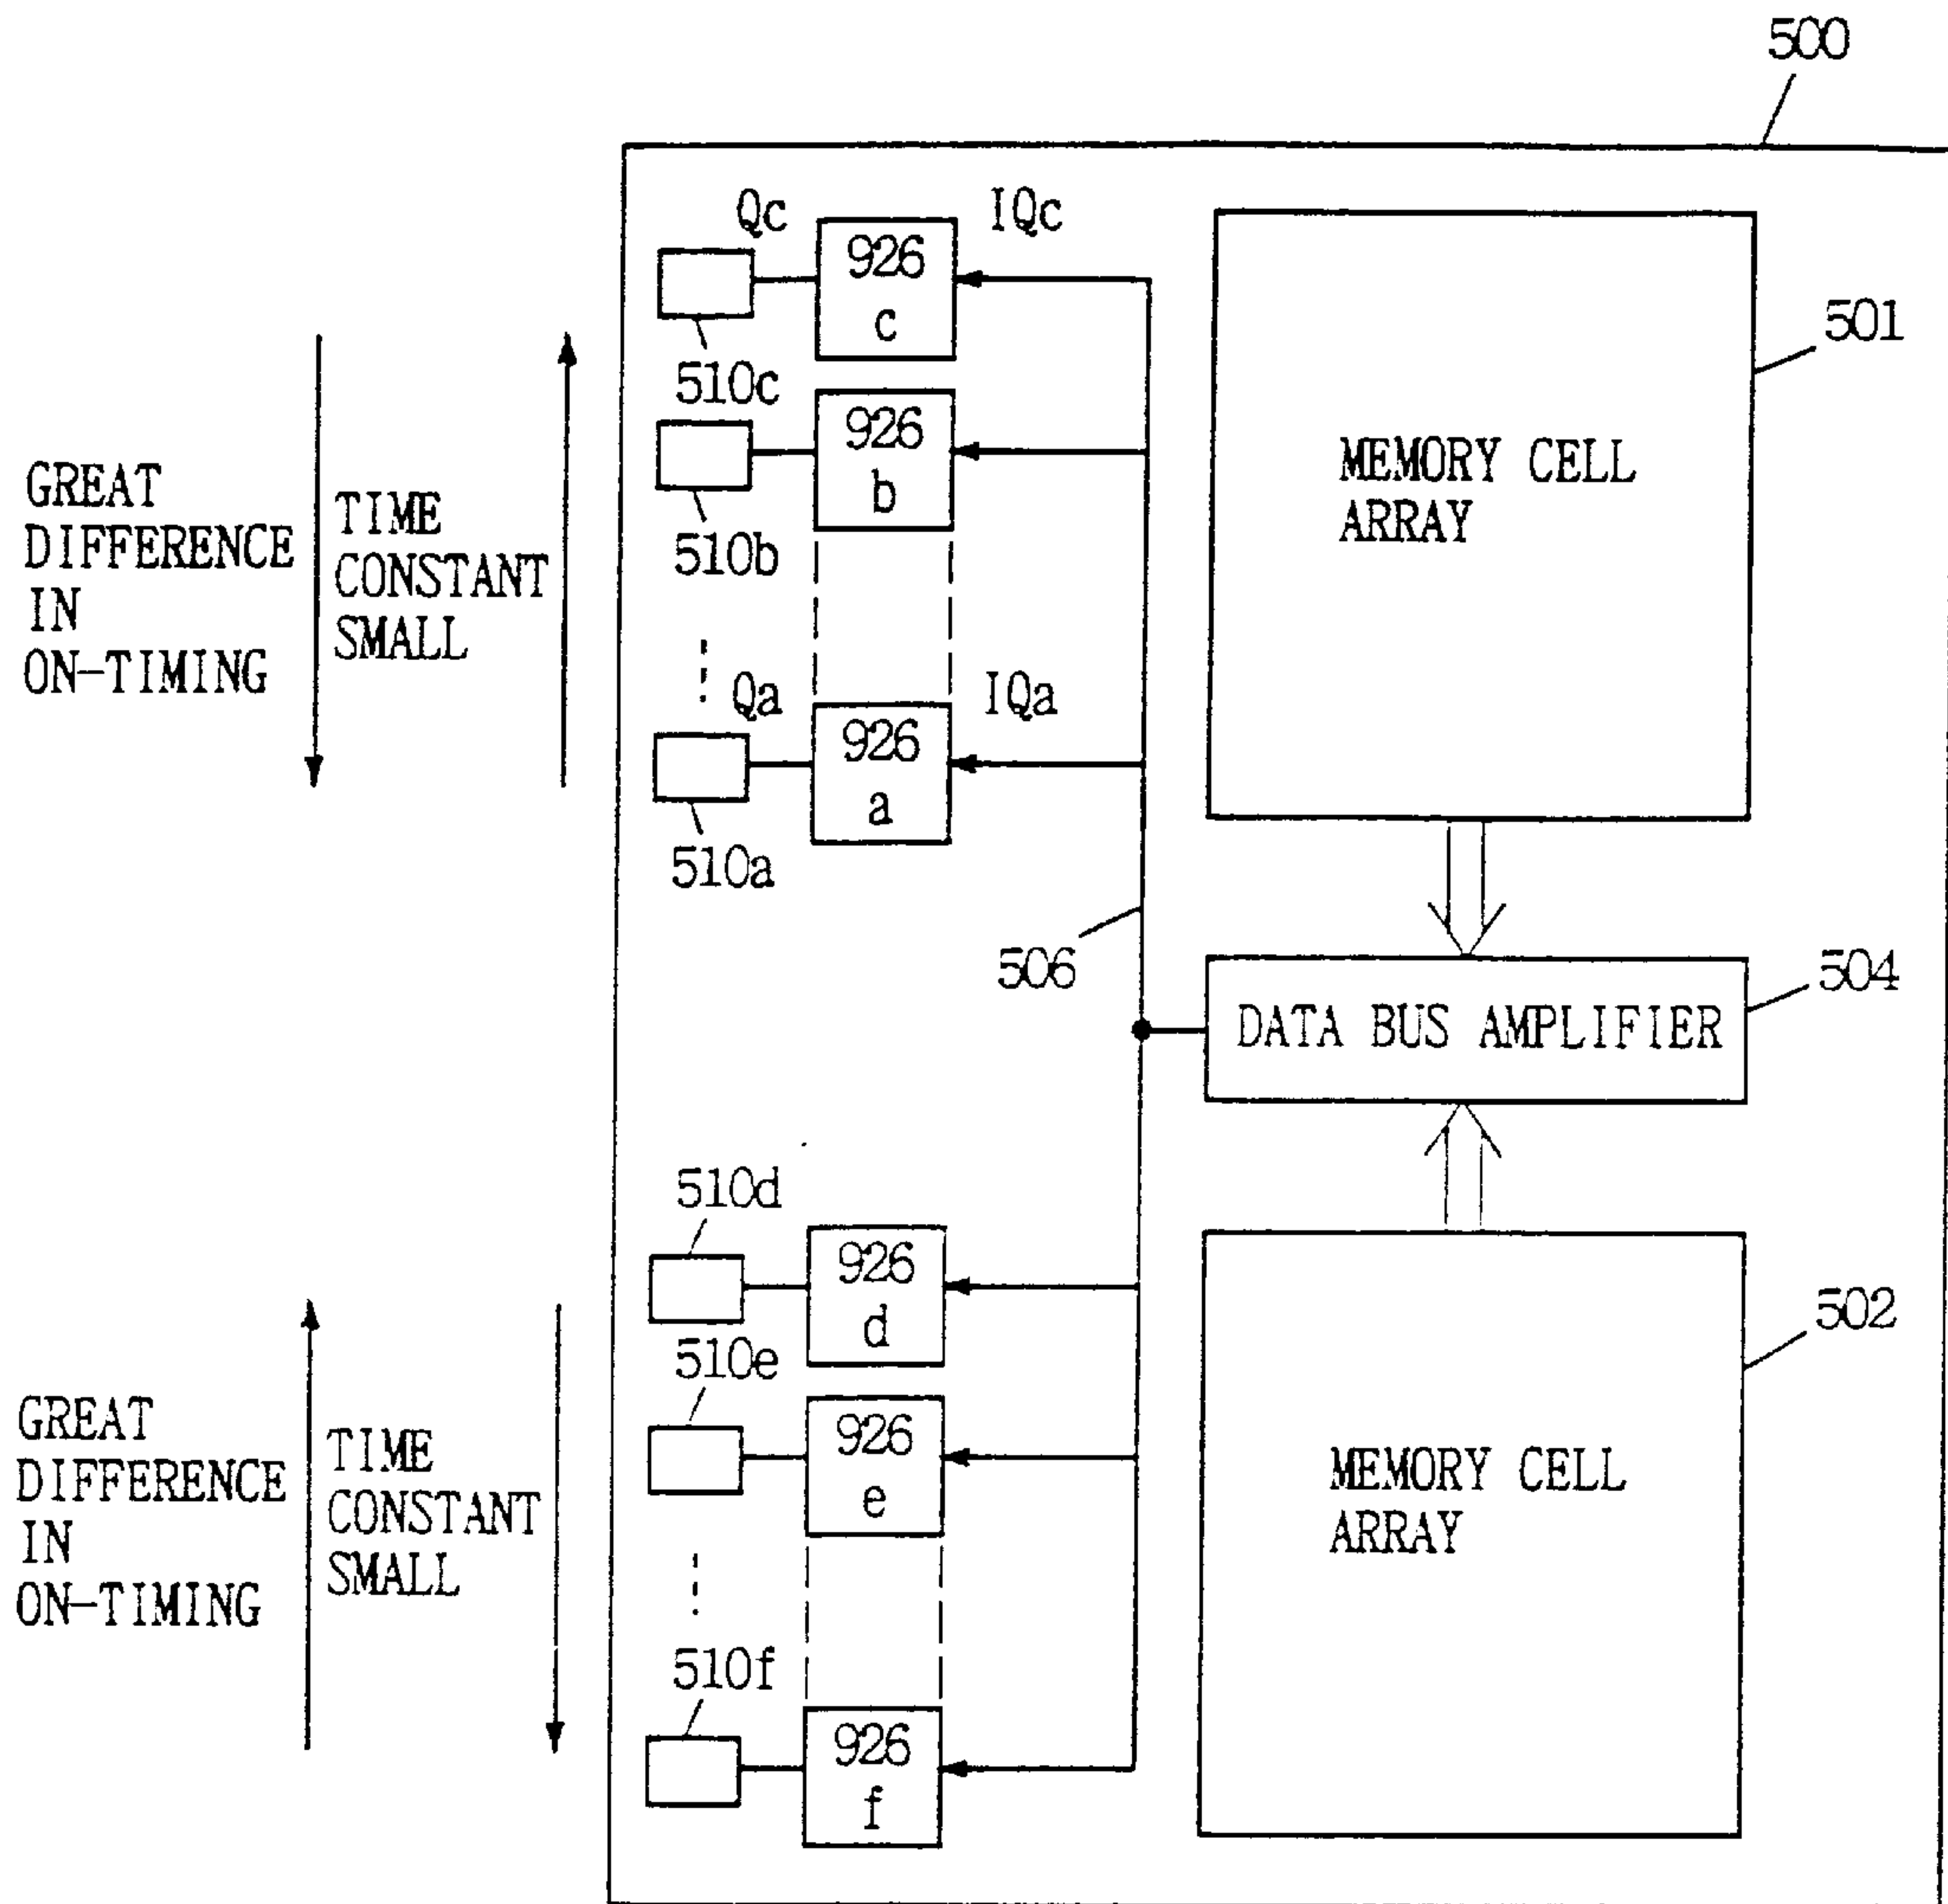 500
Qc
IQc
926
c
510c
501
926
b
510b
MEMORY CELL
ARRAY
GREAT
DIFFERENCE
IN
ON-TIMING
TIME
CONSTANT
SMALL
Qa
IQa
926
a
510a
506
504
DATA BUS AMPLIFIER
510d
926
d
510e
502
926
e
GREAT
DIFFERENCE
IN
ON-TIMING
TIME
CONSTANT
SMALL
MEMORY CELL
ARRAY
510f
926
f